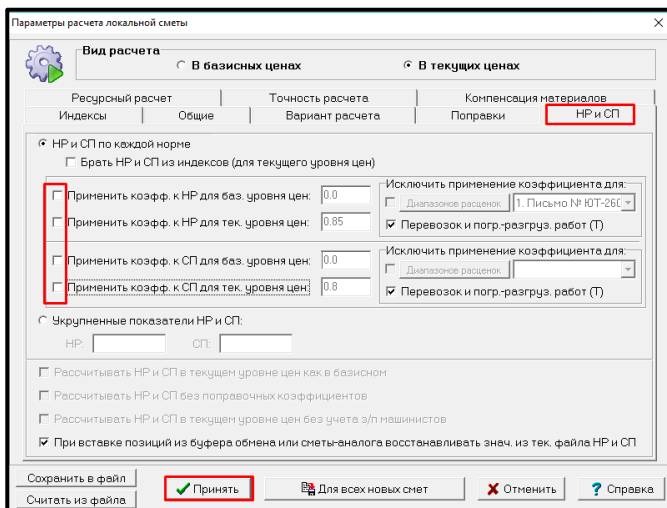 Параметры расчета локальной сметы
Вид расчета
В базисных ценах
В текущих ценах
Ресурсный расчет
Точность расчета
Компенсация материалов
Индексы
Общие
Вариант расчета
Поправки
НР и СП
НР и СП по каждой норме
Брать НР и СП из индексов (для текущего уровня цен)
Применить коэфф. к НР для баз. уровня цен: 0.0
Применить коэфф. к НР для тек. уровня цен: 0.85
Исключить применение коэффициента для:
Диапазонов расценок 1. Письмо № ЮТ-260
Перевозок и погр.-разгруз. работ (Т)
Применить коэфф. к СП для баз. уровня цен: 0.0
Применить коэфф. к СП для тек. уровня цен: 0.8
Исключить применение коэффициента для:
Диапазонов расценок
Перевозок и погр.-разгруз. работ (Т)
Укрупненные показатели НР и СП:
НР: СП:
Рассчитывать НР и СП в текущем уровне цен как в базисном
Рассчитывать НР и СП без поправочных коэффициентов
Рассчитывать НР и СП в текущем уровне цен без учета з/п машинистов
При вставке позиций из буфера обмена или сметы-аналога восстанавливать знач. из тек. файла НР и СП
Сохранить в файл
Считать из файла
Принять
Для всех новых смет
Отменить
? Справка